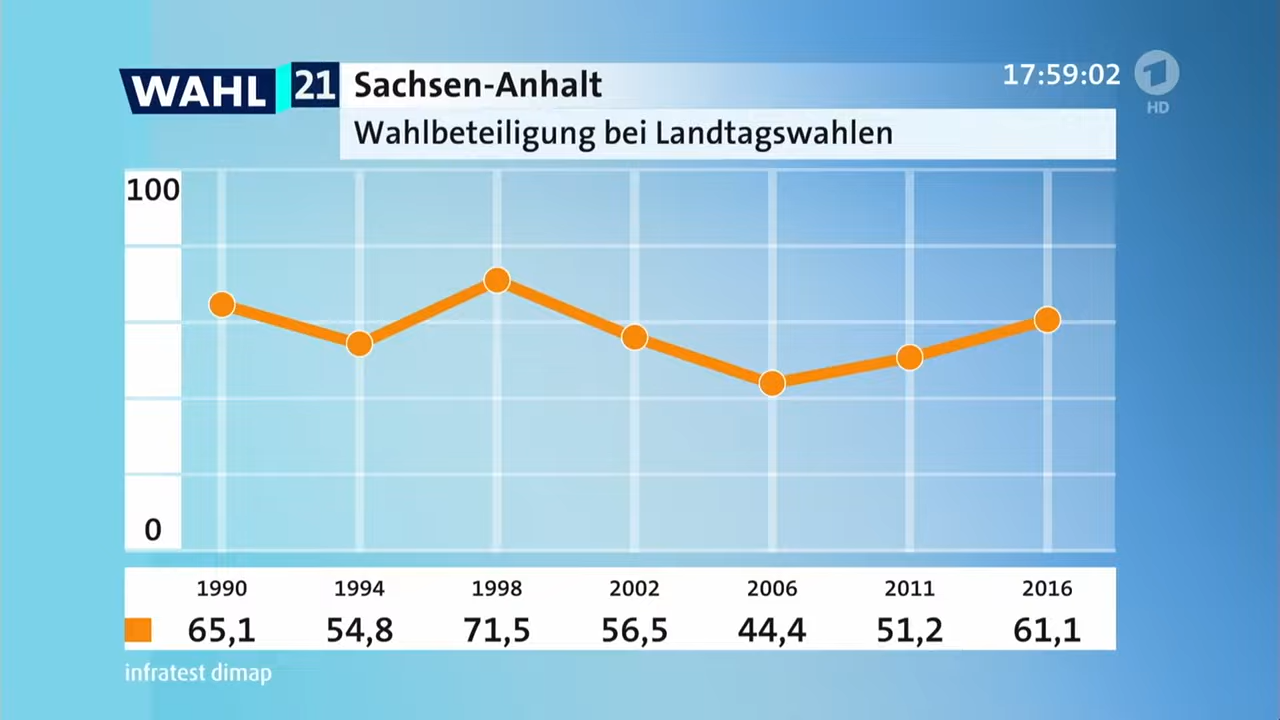 WAHL 21 Sachsen-Anhalt 17:59:02 1
Wahlbeteiligung bei Landtagswahlen HD
100
0
1990 1994 1998 2002 2006 2011 2016
65,1 54,8 71,5 56,5 44,4 51,2 61,1
infratest dimap